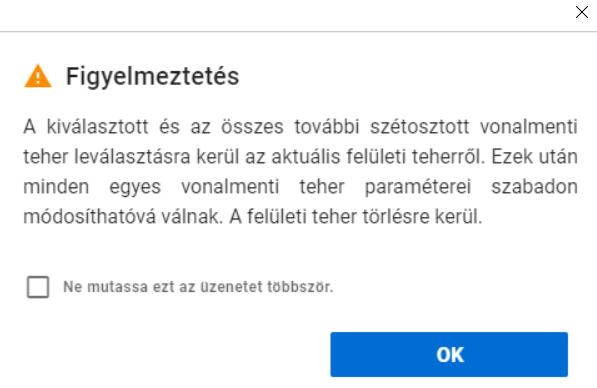 Figyelmeztetés
A kiválasztott és az összes további szétosztott vonalmenti
teher leválasztásra kerül az aktuális felületi teherről. Ezek után
minden egyes vonalmenti teher paraméterei szabadon
módosíthatóvá válnak. A felületi teher törlésre kerül.
Ne mutassa ezt az üzenetet többször.
OK